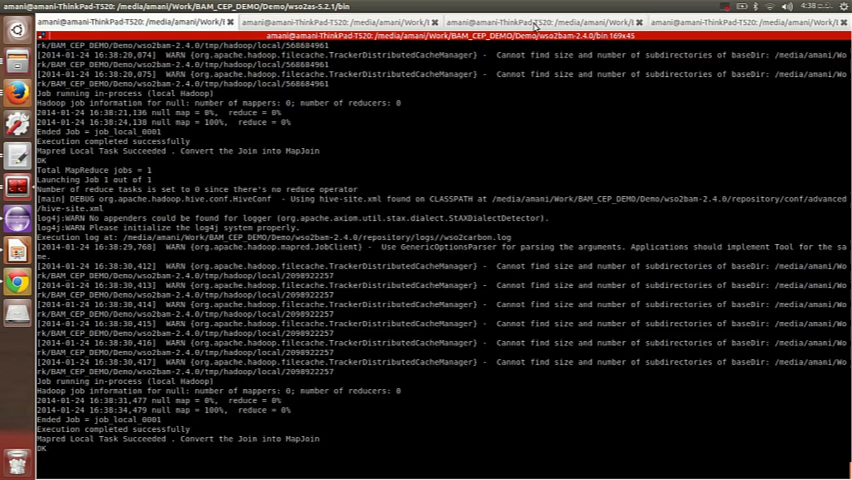 amani@amani-ThinkPad-T520: /media/amani/Work/BAM_CEP_DEMO/Demo/wso2as-5.2.1/bin
4:38
amani@amani-ThinkPad-T520: /media/amani/Work/l
amani@amani-ThinkPad-T520: /media/amani/Work/l
amani@amani-ThinkPad-T520: /media/amani/Work/l
amani@amani-ThinkPad-T520: /media/amani/Work/l
amani@amani-ThinkPad-T520: /media/amani/Work/BAM_CEP_DEMO/Demo/wso2bam-2.4.0/bin 169x45
rk/BAM_CEP_DEMO/Demo/wso2bam-2.4.0/tmp/hadoop/local/568684961
[2014-01-24 16:38:20,074]  WARN {org.apache.hadoop.filecache.TrackerDistributedCacheManager} -  Cannot find size and number of subdirectories of baseDir: /media/amani/Wo
rk/BAM_CEP_DEMO/Demo/wso2bam-2.4.0/tmp/hadoop/local/568684961
[2014-01-24 16:38:20,075]  WARN {org.apache.hadoop.filecache.TrackerDistributedCacheManager} -  Cannot find size and number of subdirectories of baseDir: /media/amani/Wo
rk/BAM_CEP_DEMO/Demo/wso2bam-2.4.0/tmp/hadoop/local/568684961
Job running in-process (local Hadoop)
Hadoop job information for null: number of mappers: 0; number of reducers: 0
2014-01-24 16:38:21,136 null map = 0%,  reduce = 0%
2014-01-24 16:38:24,138 null map = 100%,  reduce = 0%
Ended Job = job_local_0001
Execution completed successfully
Mapred Local Task Succeeded . Convert the Join into MapJoin
OK
Total MapReduce jobs = 1
Launching Job 1 out of 1
Number of reduce tasks is set to 0 since there's no reduce operator
[main] DEBUG org.apache.hadoop.hive.conf.HiveConf  - Using hive-site.xml found on CLASSPATH at /media/amani/Work/BAM_CEP_DEMO/Demo/wso2bam-2.4.0/repository/conf/advanced
/hive-site.xml
log4j:WARN No appenders could be found for logger (org.apache.axiom.util.stax.dialect.StAXDialectDetector).
log4j:WARN Please initialize the log4j system properly.
Execution log at: /media/amani/Work/BAM_CEP_DEMO/Demo/wso2bam-2.4.0/repository/logs//wso2carbon.log
[2014-01-24 16:38:29,768]  WARN {org.apache.hadoop.mapred.JobClient} -  Use GenericOptionsParser for parsing the arguments. Applications should implement Tool for the sa
me.
[2014-01-24 16:38:30,412]  WARN {org.apache.hadoop.filecache.TrackerDistributedCacheManager} -  Cannot find size and number of subdirectories of baseDir: /media/amani/Wo
rk/BAM_CEP_DEMO/Demo/wso2bam-2.4.0/tmp/hadoop/local/2098922257
[2014-01-24 16:38:30,413]  WARN {org.apache.hadoop.filecache.TrackerDistributedCacheManager} -  Cannot find size and number of subdirectories of baseDir: /media/amani/Wo
rk/BAM_CEP_DEMO/Demo/wso2bam-2.4.0/tmp/hadoop/local/2098922257
[2014-01-24 16:38:30,414]  WARN {org.apache.hadoop.filecache.TrackerDistributedCacheManager} -  Cannot find size and number of subdirectories of baseDir: /media/amani/Wo
rk/BAM_CEP_DEMO/Demo/wso2bam-2.4.0/tmp/hadoop/local/2098922257
[2014-01-24 16:38:30,415]  WARN {org.apache.hadoop.filecache.TrackerDistributedCacheManager} -  Cannot find size and number of subdirectories of baseDir: /media/amani/Wo
rk/BAM_CEP_DEMO/Demo/wso2bam-2.4.0/tmp/hadoop/local/2098922257
[2014-01-24 16:38:30,416]  WARN {org.apache.hadoop.filecache.TrackerDistributedCacheManager} -  Cannot find size and number of subdirectories of baseDir: /media/amani/Wo
rk/BAM_CEP_DEMO/Demo/wso2bam-2.4.0/tmp/hadoop/local/2098922257
[2014-01-24 16:38:30,417]  WARN {org.apache.hadoop.filecache.TrackerDistributedCacheManager} -  Cannot find size and number of subdirectories of baseDir: /media/amani/Wo
rk/BAM_CEP_DEMO/Demo/wso2bam-2.4.0/tmp/hadoop/local/2098922257
Job running in-process (local Hadoop)
Hadoop job information for null: number of mappers: 0; number of reducers: 0
2014-01-24 16:38:31,477 null map = 0%,  reduce = 0%
2014-01-24 16:38:34,479 null map = 100%,  reduce = 0%
Ended Job = job_local_0001
Execution completed successfully
Mapred Local Task Succeeded . Convert the Join into MapJoin
OK